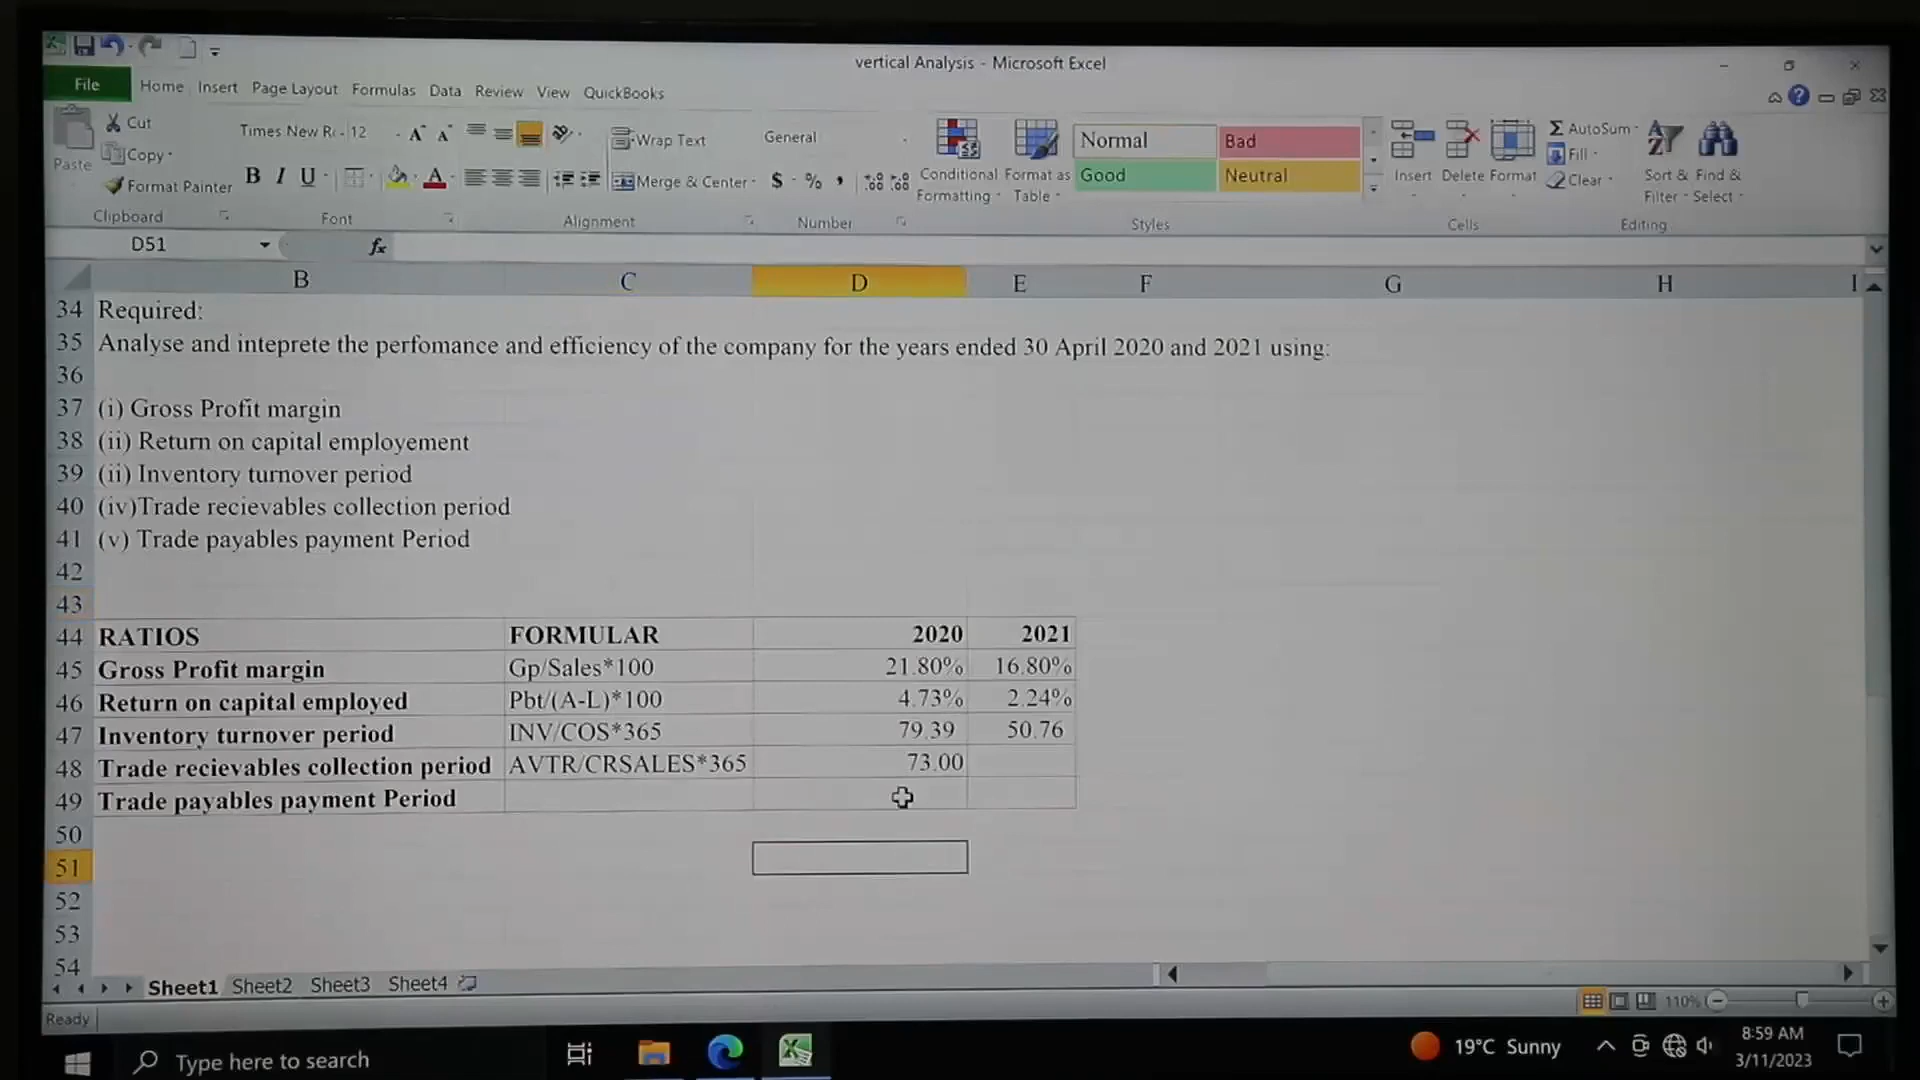 vertical Analysis - Microsoft Excel
File Home Insert Page Layout Formulas Data Review View QuickBooks
Paste
Cut
Copy
Format Painter
Clipboard
12
B I U
Font
Wrap Text
Merge & Center
Alignment
General
$ % ,
Number
Conditional Formatting
Format as Table
Normal Bad
Good Neutral
Styles
Insert Delete Format
Cells
Σ AutoSum
Fill
Clear
Sort & Filter
Find & Select
Editing
D51 fx
B C D E F G H I
34 Required:
35 Analyse and inteprete the perfomance and efficiency of the company for the years ended 30 April 2020 and 2021 using:
36
37 (i) Gross Profit margin
38 (ii) Return on capital employement
39 (ii) Inventory turnover period
40 (iv)Trade recievables collection period
41 (v) Trade payables payment Period
42
43
44 RATIOS FORMULAR 2020 2021
45 Gross Profit margin Gp/Sales*100 21.80% 16.80%
46 Return on capital employed Pbt/(A-L)*100 4.73% 2.24%
47 Inventory turnover period INV/COS*365 79.39 50.76
48 Trade recievables collection period AVTR/CRSALES*365 73.00
49 Trade payables payment Period
50
51
52
53
54
Sheet1 Sheet2 Sheet3 Sheet4
Ready 110%
Type here to search 19°C Sunny 8:59 AM
3/11/2023